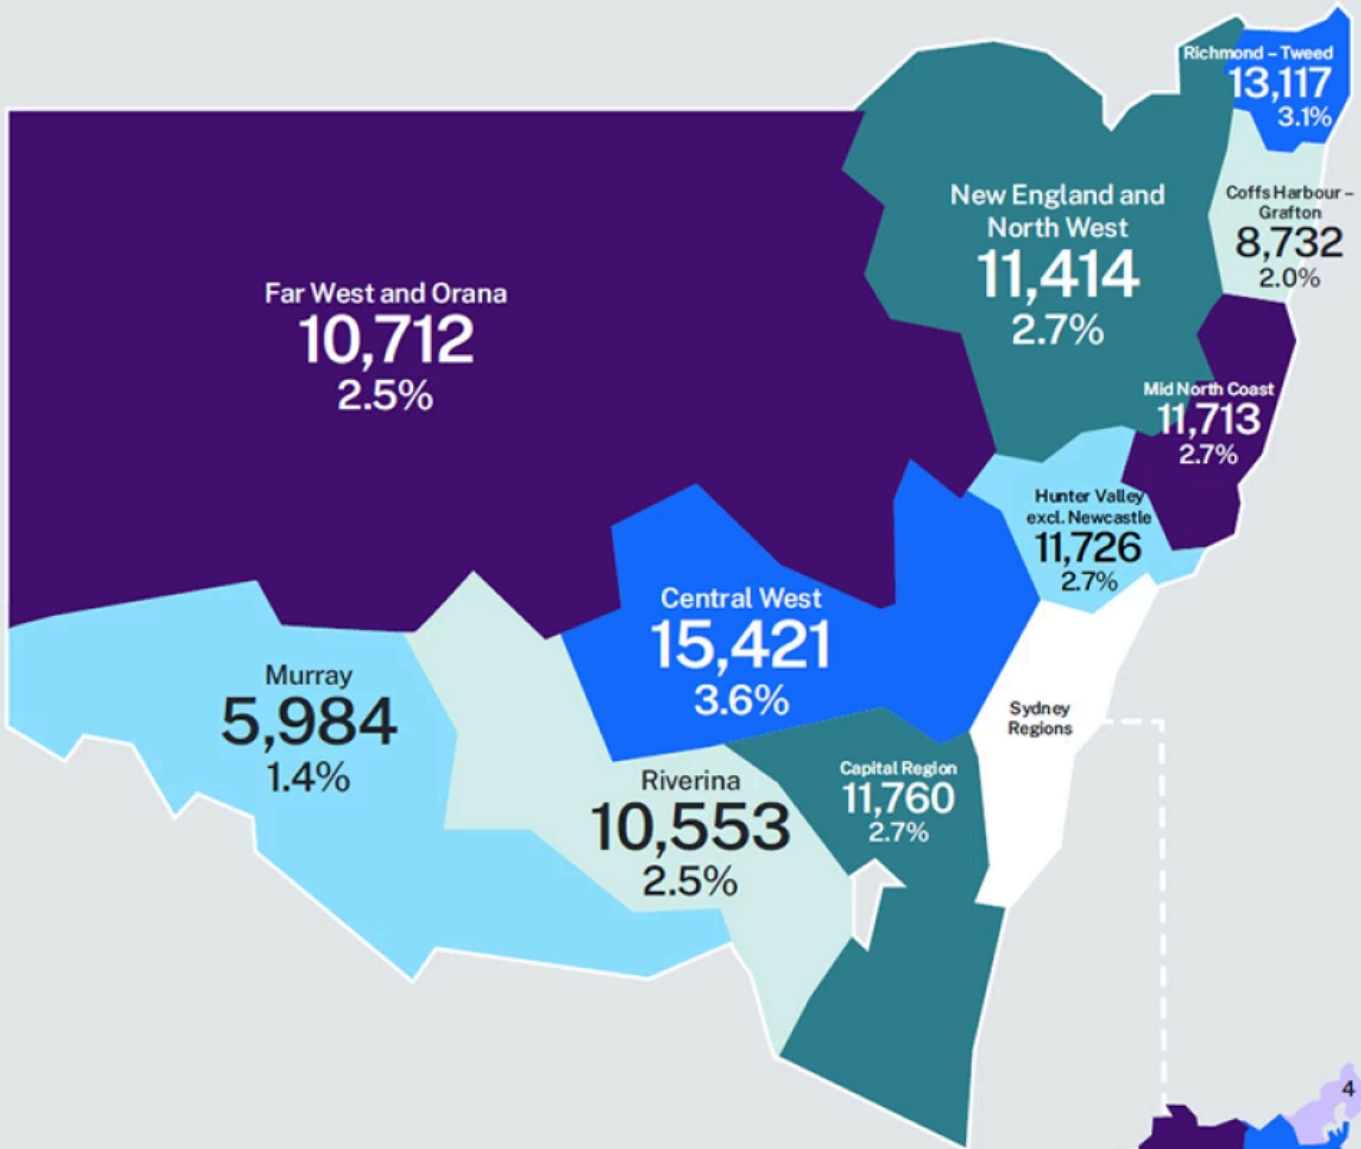 Richmond – Tweed
13,117
3.1%
New England and
North West
11,414
2.7%
Coffs Harbour –
Grafton
8,732
2.0%
Far West and Orana
10,712
2.5%
Mid North Coast
11,713
2.7%
Hunter Valley
excl. Newcastle
11,726
2.7%
Central West
15,421
3.6%
Murray
5,984
1.4%
Sydney
Regions
Riverina
10,553
2.5%
Capital Region
11,760
2.7%
4